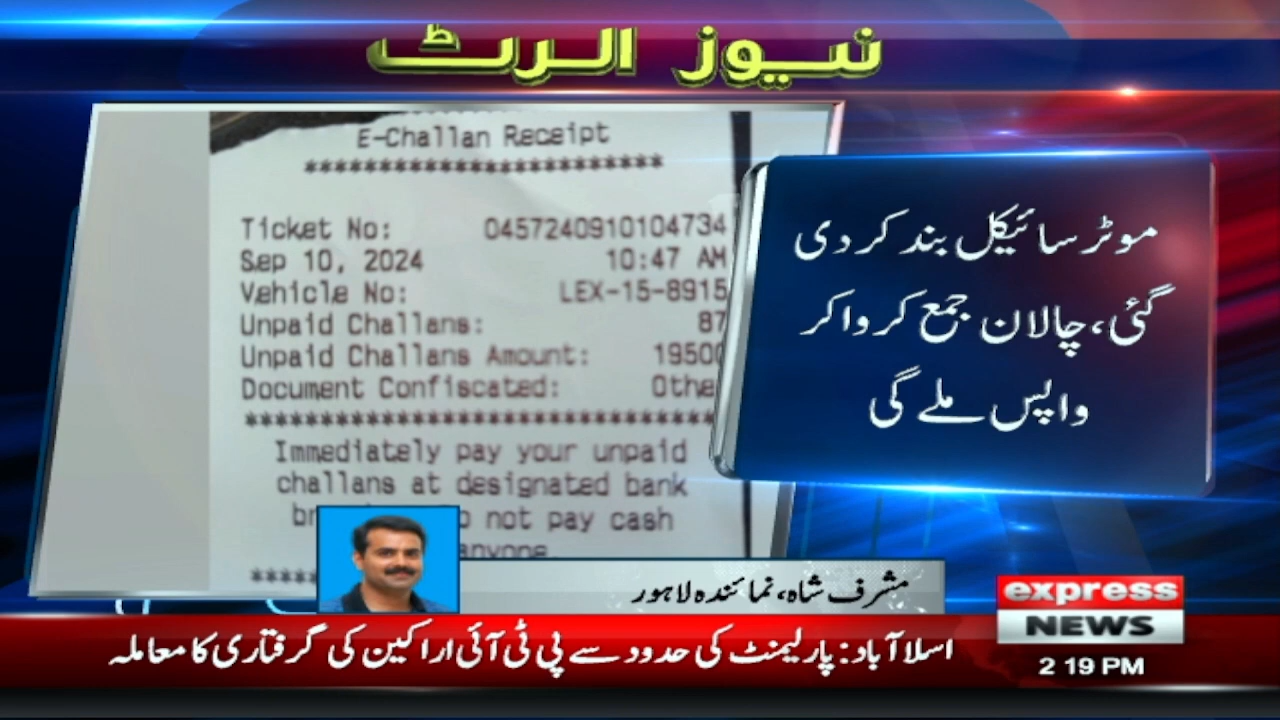 نیوز الرٹ
E-Challan Receipt
************************
Ticket No: 0457240910104734
Sep 10, 2024 10:47 AM
Vehicle No: LEX-15-8915
Unpaid Challans: 87
Unpaid Challans Amount: 19500
Document Confiscated: Othe
Immediately pay your unpaid
challans at designated bank
not pay cash
anyone
موٹر سائیکل بند کر دی
گئی، چالان جمع کروا کر
واپس ملے گی
مشرف شاہ، نمائندہ لاہور
express
NEWS
2 19 PM
اسلاآباد: پارلیمنٹ کی حدود سے پی ٹی آئی اراکین کی گرفتاری کا معاملہ